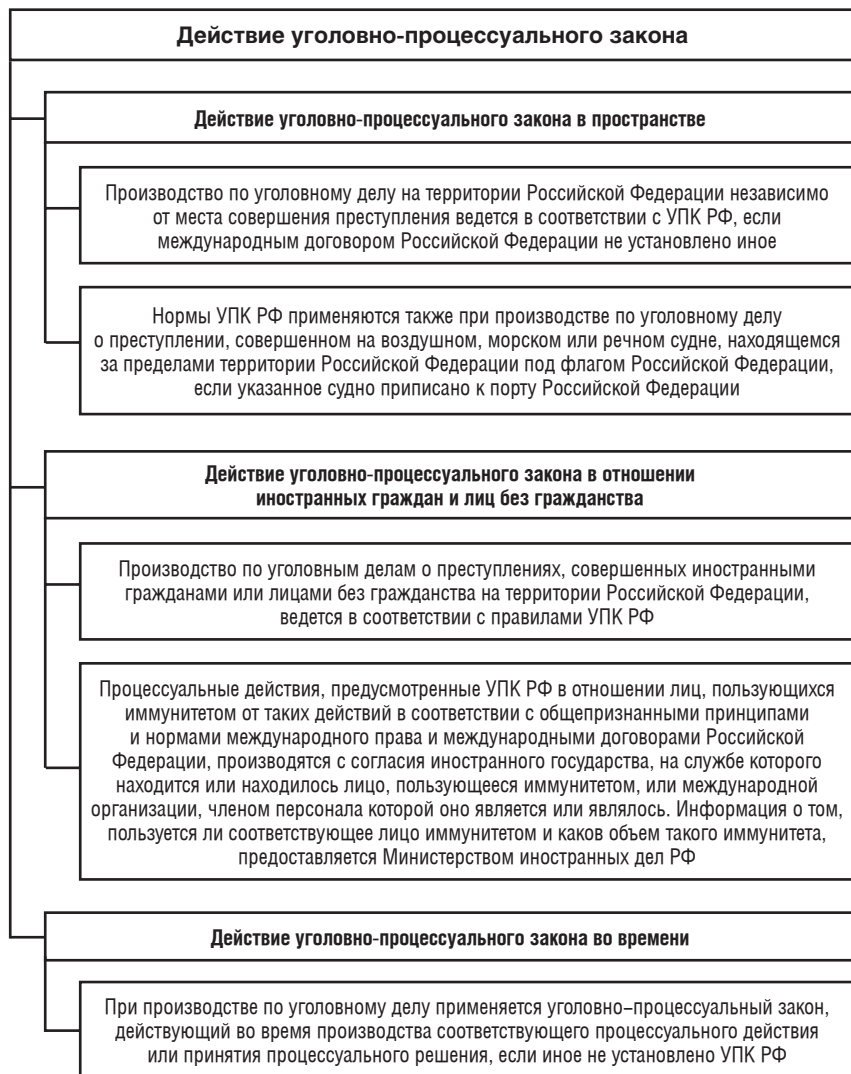 Действие уголовно-процессуального закона
Действие уголовно-процессуального закона в пространстве
Производство по уголовному делу на территории Российской Федерации независимо
от места совершения преступления ведется в соответствии с УПК РФ, если
международным договором Российской Федерации не установлено иное
Нормы УПК РФ применяются также при производстве по уголовному делу
о преступлении, совершенном на воздушном, морском или речном судне, находящемся
за пределами территории Российской Федерации под флагом Российской Федерации,
если указанное судно приписано к порту Российской Федерации
Действие уголовно-процессуального закона в отношении
иностранных граждан и лиц без гражданства
Производство по уголовным делам о преступлениях, совершенных иностранными
гражданами или лицами без гражданства на территории Российской Федерации,
ведется в соответствии с правилами УПК РФ
Процессуальные действия, предусмотренные УПК РФ в отношении лиц, пользующихся
иммунитетом от таких действий в соответствии с общепризнанными принципами
и нормами международного права и международными договорами Российской
Федерации, производятся с согласия иностранного государства, на службе которого
находится или находилось лицо, пользующееся иммунитетом, или международной
организации, членом персонала которой оно является или являлось. Информация о том,
пользуется ли соответствующее лицо иммунитетом и каков объем такого иммунитета,
предоставляется Министерством иностранных дел РФ
Действие уголовно-процессуального закона во времени
При производстве по уголовному делу применяется уголовно–процессуальный закон,
действующий во время производства соответствующего процессуального действия
или принятия процессуального решения, если иное не установлено УПК РФ